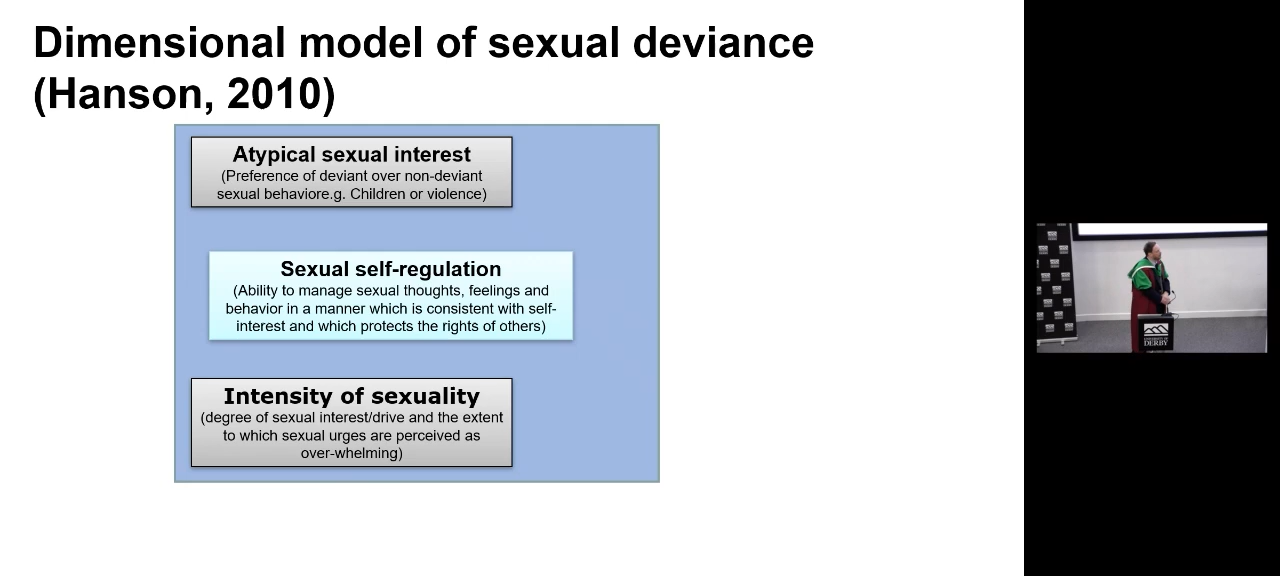 Dimensional model of sexual deviance
(Hanson, 2010)
Atypical sexual interest
(Preference of deviant over non-deviant
sexual behaviore.g. Children or violence)
Sexual self-regulation
(Ability to manage sexual thoughts, feelings and
behavior in a manner which is consistent with self-
interest and which protects the rights of others)
Intensity of sexuality
(degree of sexual interest/drive and the extent
to which sexual urges are perceived as
over-whelming)
UNIVERSITY OF
DERBY